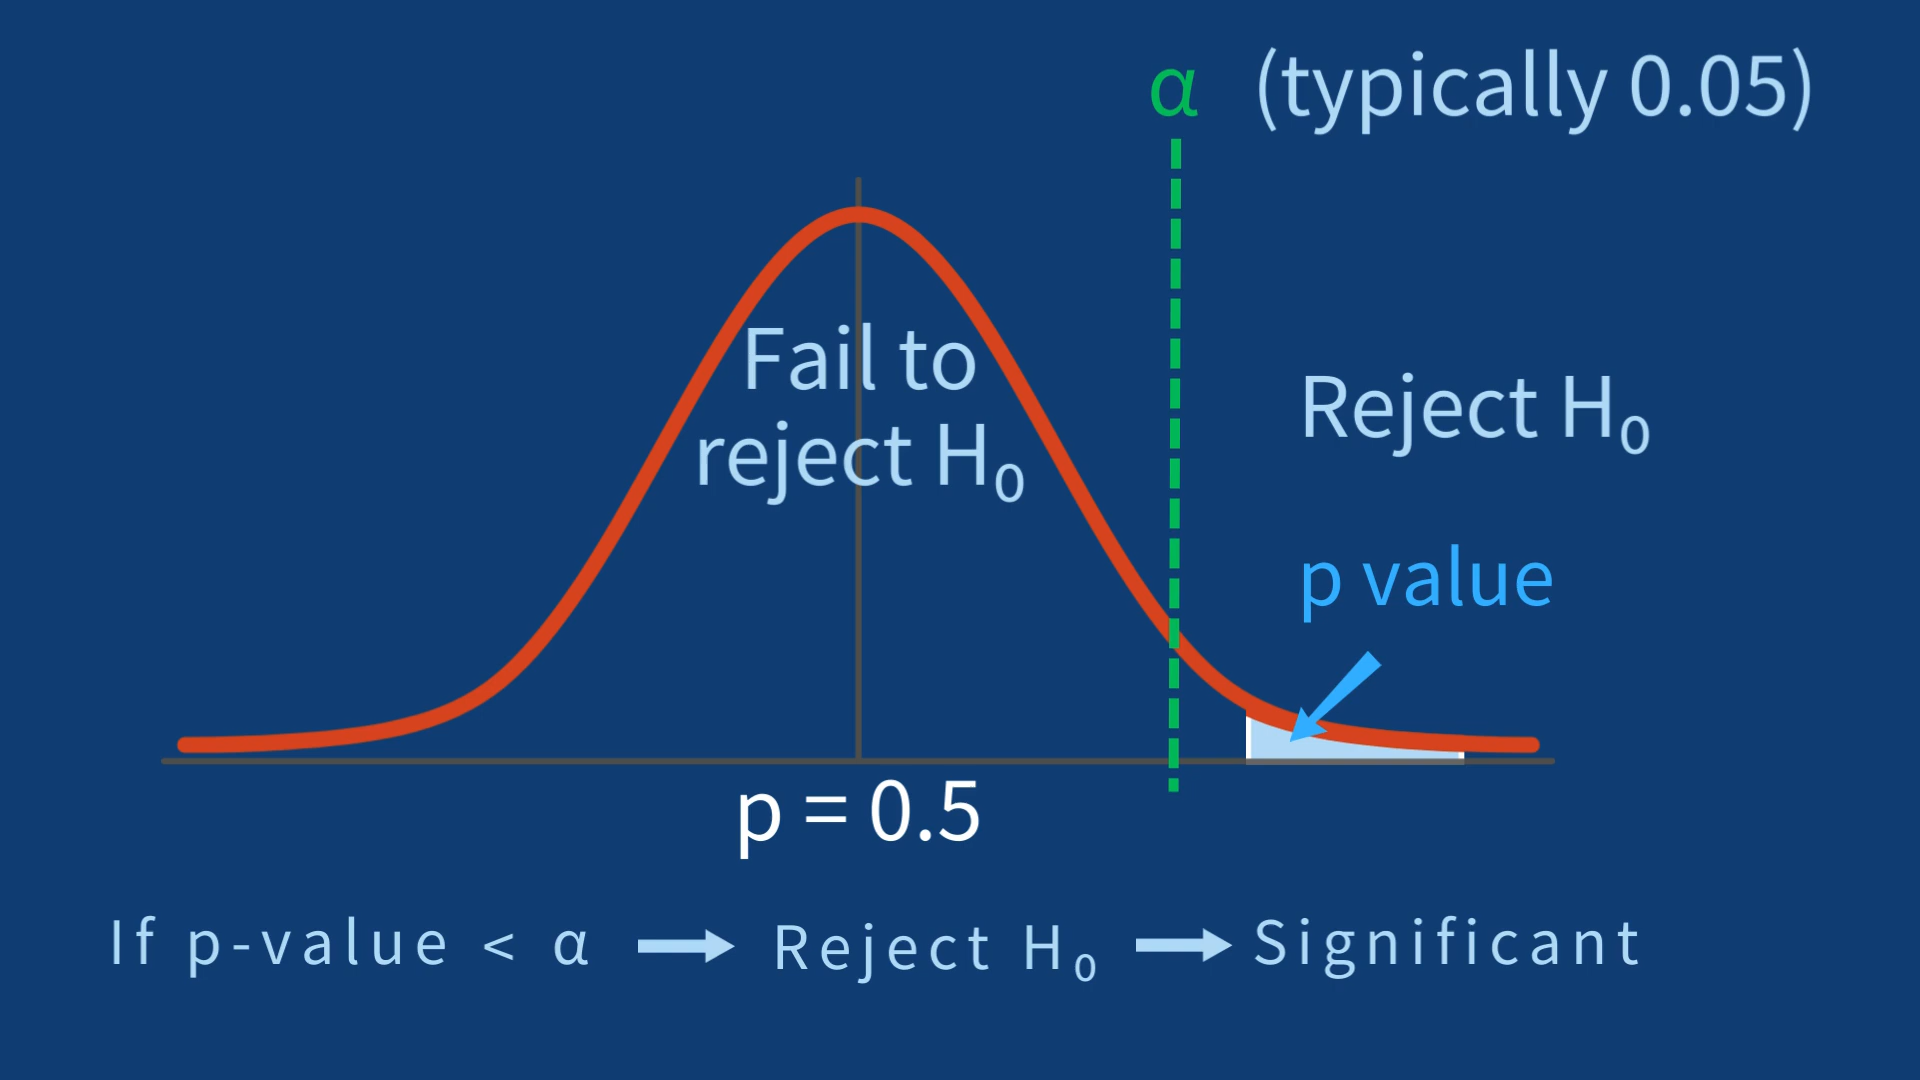 α (typically 0.05)
Fail to
reject H₀
Reject H₀
p value
p = 0.5
If p-value < α → Reject H₀ → Significant